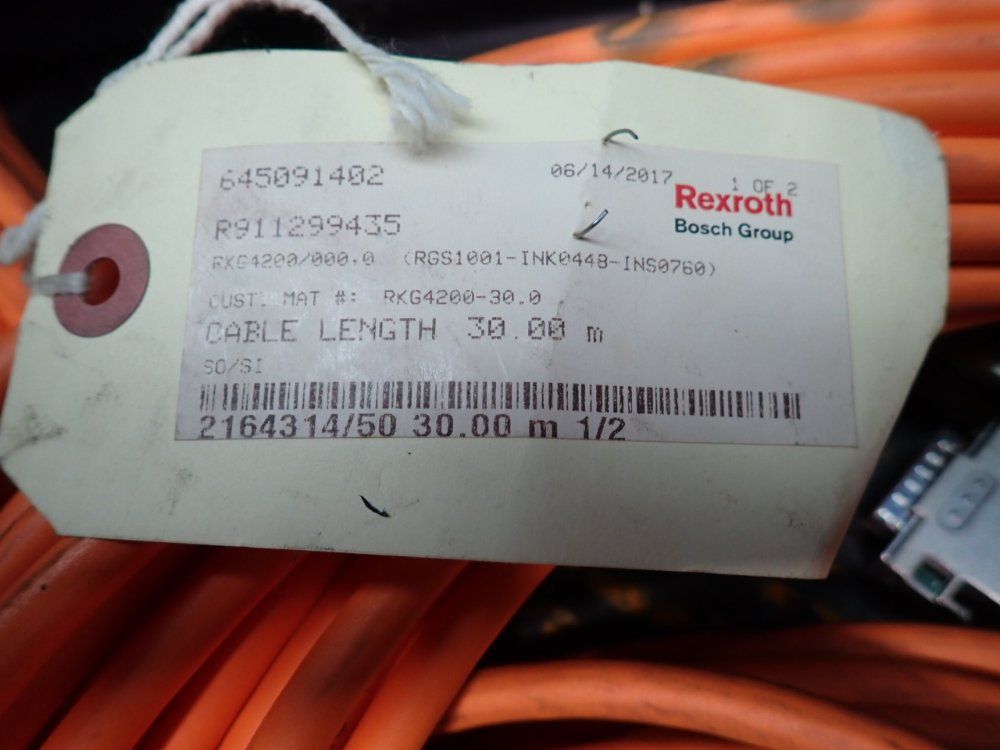 645091402 06/14/2017 1 OF 2
Rexroth
Bosch Group
R911299435
RKG4200/000,0 (RGS1001-INK0448-INS0760)
CUST. MAT #: RKG4200-30.0
CABLE LENGTH 30.00 m
SO/SI
2164314/50 30.00 m 1/2